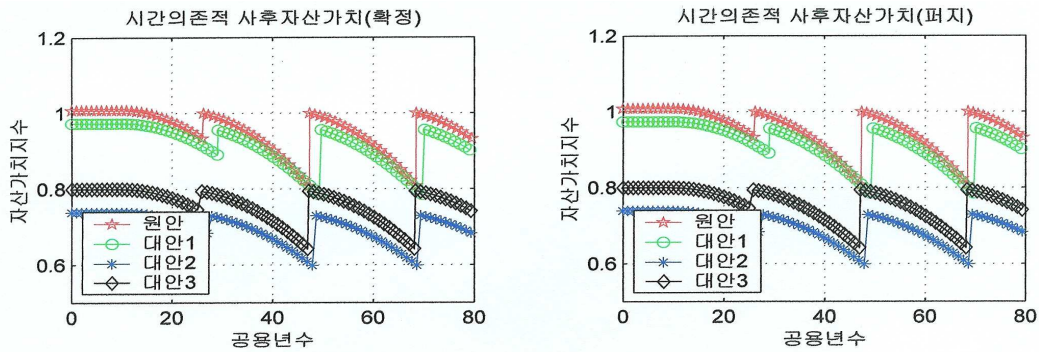 시간의존적 사후자산가치(확정)
1.2
1
0.8
0.6
자산가치지수
원안
대안1
대안2
대안3
0
20
40
60
80
공용년수
시간의존적 사후자산가치(퍼지)
1.2
1
0.8
0.6
자산가치지수
원안
대안1
대안2
대안3
0
20
40
60
80
공용년수